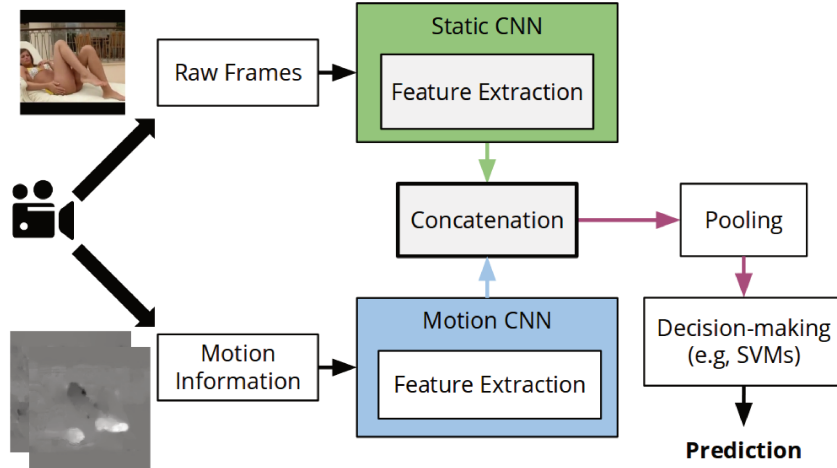 Static CNN
Raw Frames
Feature Extraction
Concatenation
Pooling
Motion CNN
Motion
Information
Feature Extraction
Decision-making
(e.g, SVMs)
Prediction